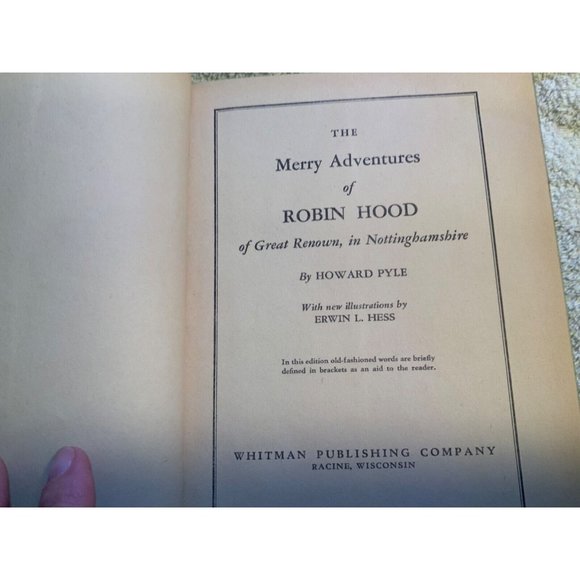 THE
Merry Adventures
of
ROBIN HOOD
of Great Renown, in Nottinghamshire
By HOWARD PYLE
With new illustrations by
ERWIN L. HESS
In this edition old-fashioned words are briefly
defined in brackets as an aid to the reader.
WHITMAN PUBLISHING COMPANY
RACINE, WISCONSIN